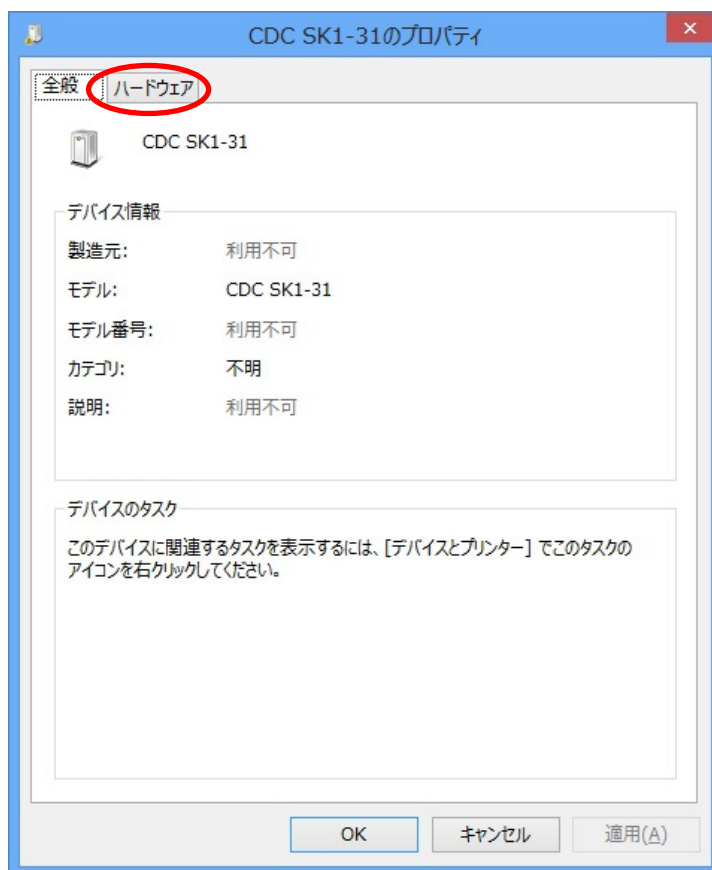 CDC SK1-31のプロパティ
全般 ハードウェア
CDC SK1-31
デバイス情報
製造元: 利用不可
モデル: CDC SK1-31
モデル番号: 利用不可
カテゴリ: 不明
説明: 利用不可
デバイスのタスク
このデバイスに関連するタスクを表示するには、[デバイスとプリンター] でこのタスクの
アイコンを右クリックしてください。
OK キャンセル 適用(A)